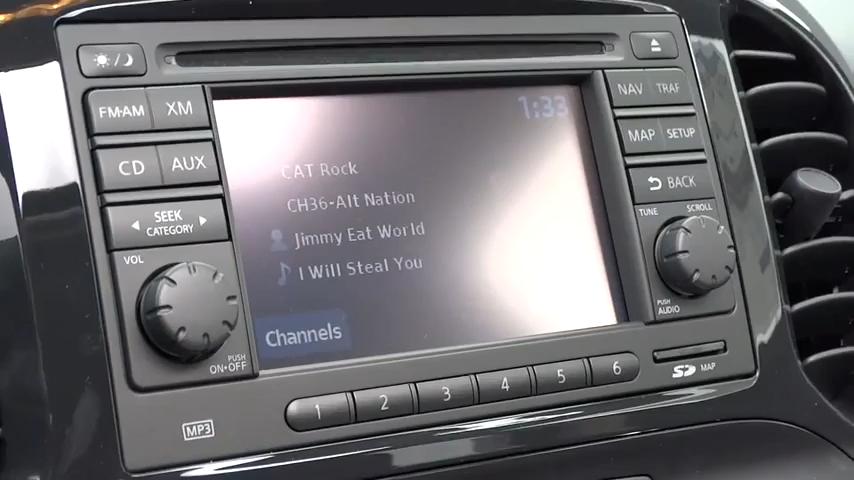 FM·AM XM
CD AUX
SEEK
CATEGORY
VOL
PUSH
ON•OFF
MP3
1:33
CAT Rock
CH36-Alt Nation
Jimmy Eat World
I Will Steal You
Channels
1 2 3 4 5 6
NAV TRAF
MAP SETUP
BACK
TUNE SCROLL
PUSH
AUDIO
SD MAP